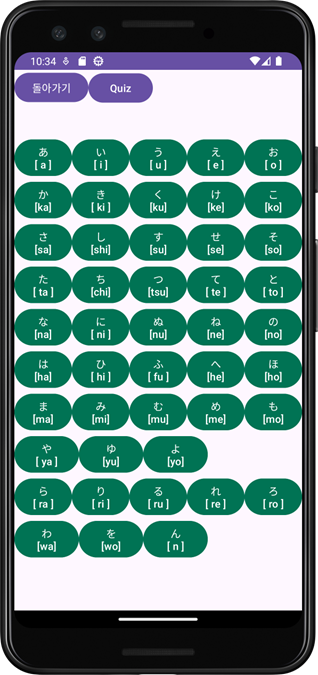 10:34
돌아가기 Quiz
あ い う え お
[ a ] [ i ] [ u ] [ e ] [ o ]
か き く け こ
[ka] [ ki ] [ku] [ke] [ko]
さ し す せ そ
[sa] [shi] [su] [se] [so]
た ち つ て と
[ ta ] [chi] [tsu] [ te ] [ to ]
な に ぬ ね の
[na] [ ni ] [nu] [ne] [no]
は ひ ふ へ ほ
[ha] [ hi ] [ fu ] [he] [ho]
ま み む め も
[ma] [mi] [mu] [me] [mo]
や ゆ よ
[ ya ] [yu] [yo]
ら り る れ ろ
[ ra ] [ ri ] [ ru ] [ re ] [ ro ]
わ を ん
[wa] [wo] [ n ]